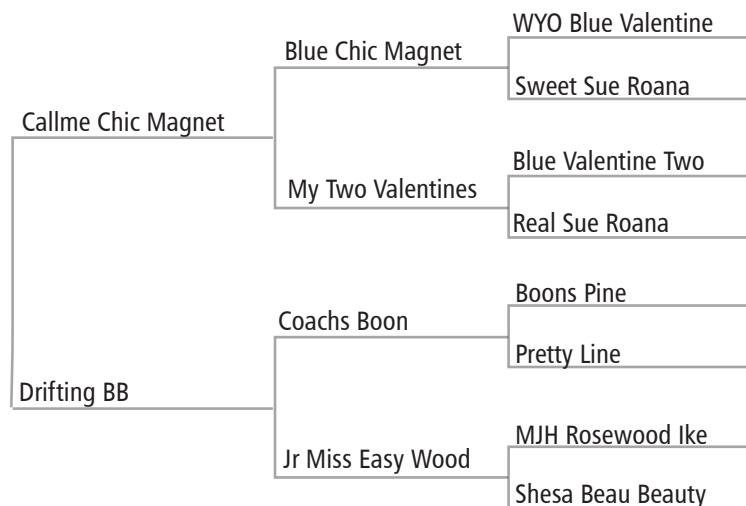 WYO Blue Valentine
Blue Chic Magnet
Sweet Sue Roana
Callme Chic Magnet
Blue Valentine Two
My Two Valentines
Real Sue Roana
Boons Pine
Coachs Boon
Pretty Line
Drifting BB
MJH Rosewood Ike
Jr Miss Easy Wood
Shesa Beau Beauty